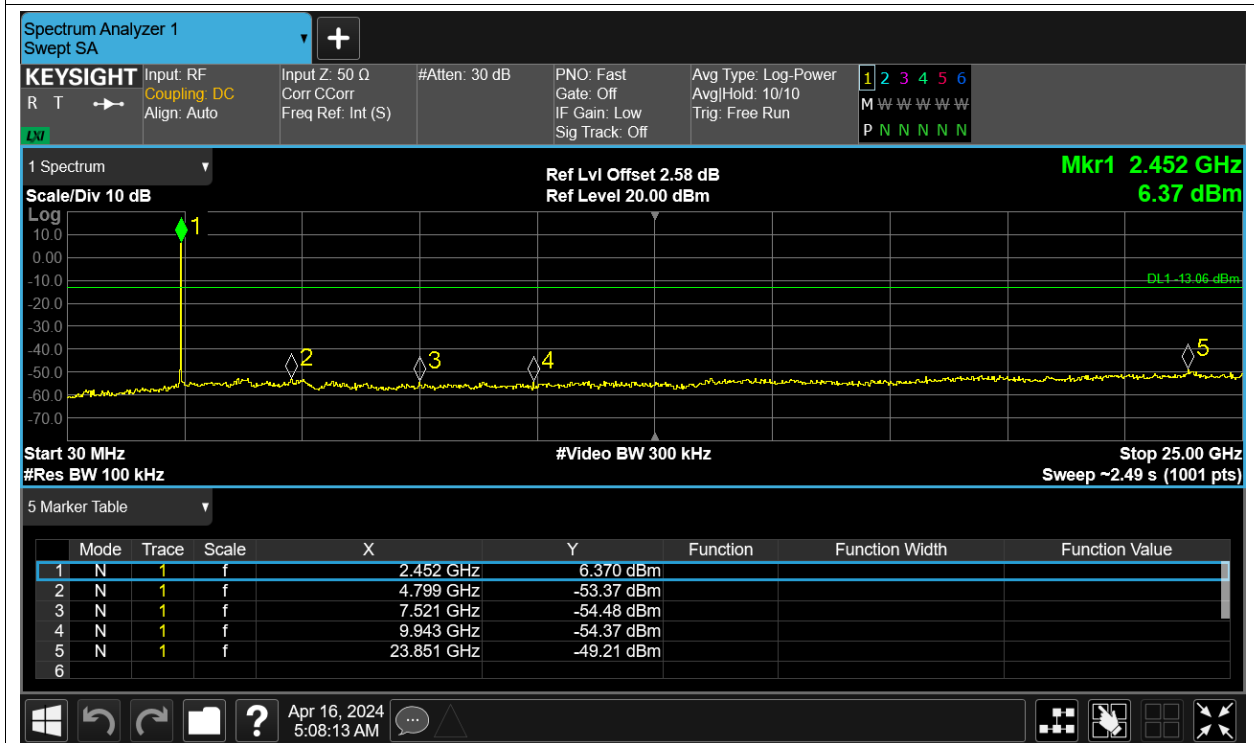 Spectrum Analyzer 1
Swept SA
KEYSIGHT
R T
LXI
Input: RF
Coupling: DC
Align: Auto
Input Z: 50 Ω
Corr CCorr
Freq Ref: Int (S)
#Atten: 30 dB
PNO: Fast
Gate: Off
IF Gain: Low
Sig Track: Off
Avg Type: Log-Power
Avg|Hold: 10/10
Trig: Free Run
1 2 3 4 5 6
M W W W W W
P N N N N N
1 Spectrum
Scale/Div 10 dB
Ref Lvl Offset 2.58 dB
Ref Level 20.00 dBm
Mkr1 2.452 GHz
6.37 dBm
Log
10.0
0.00
-10.0
-20.0
-30.0
-40.0
-50.0
-60.0
-70.0
1
2
3
4
5
DL1 -13.06 dBm
Start 30 MHz
#Res BW 100 kHz
#Video BW 300 kHz
Stop 25.00 GHz
Sweep ~2.49 s (1001 pts)
5 Marker Table
Mode Trace Scale X Y Function Function Width Function Value
1 N 1 f 2.452 GHz 6.370 dBm
2 N 1 f 4.799 GHz -53.37 dBm
3 N 1 f 7.521 GHz -54.48 dBm
4 N 1 f 9.943 GHz -54.37 dBm
5 N 1 f 23.851 GHz -49.21 dBm
6
?
Apr 16, 2024
5:08:13 AM